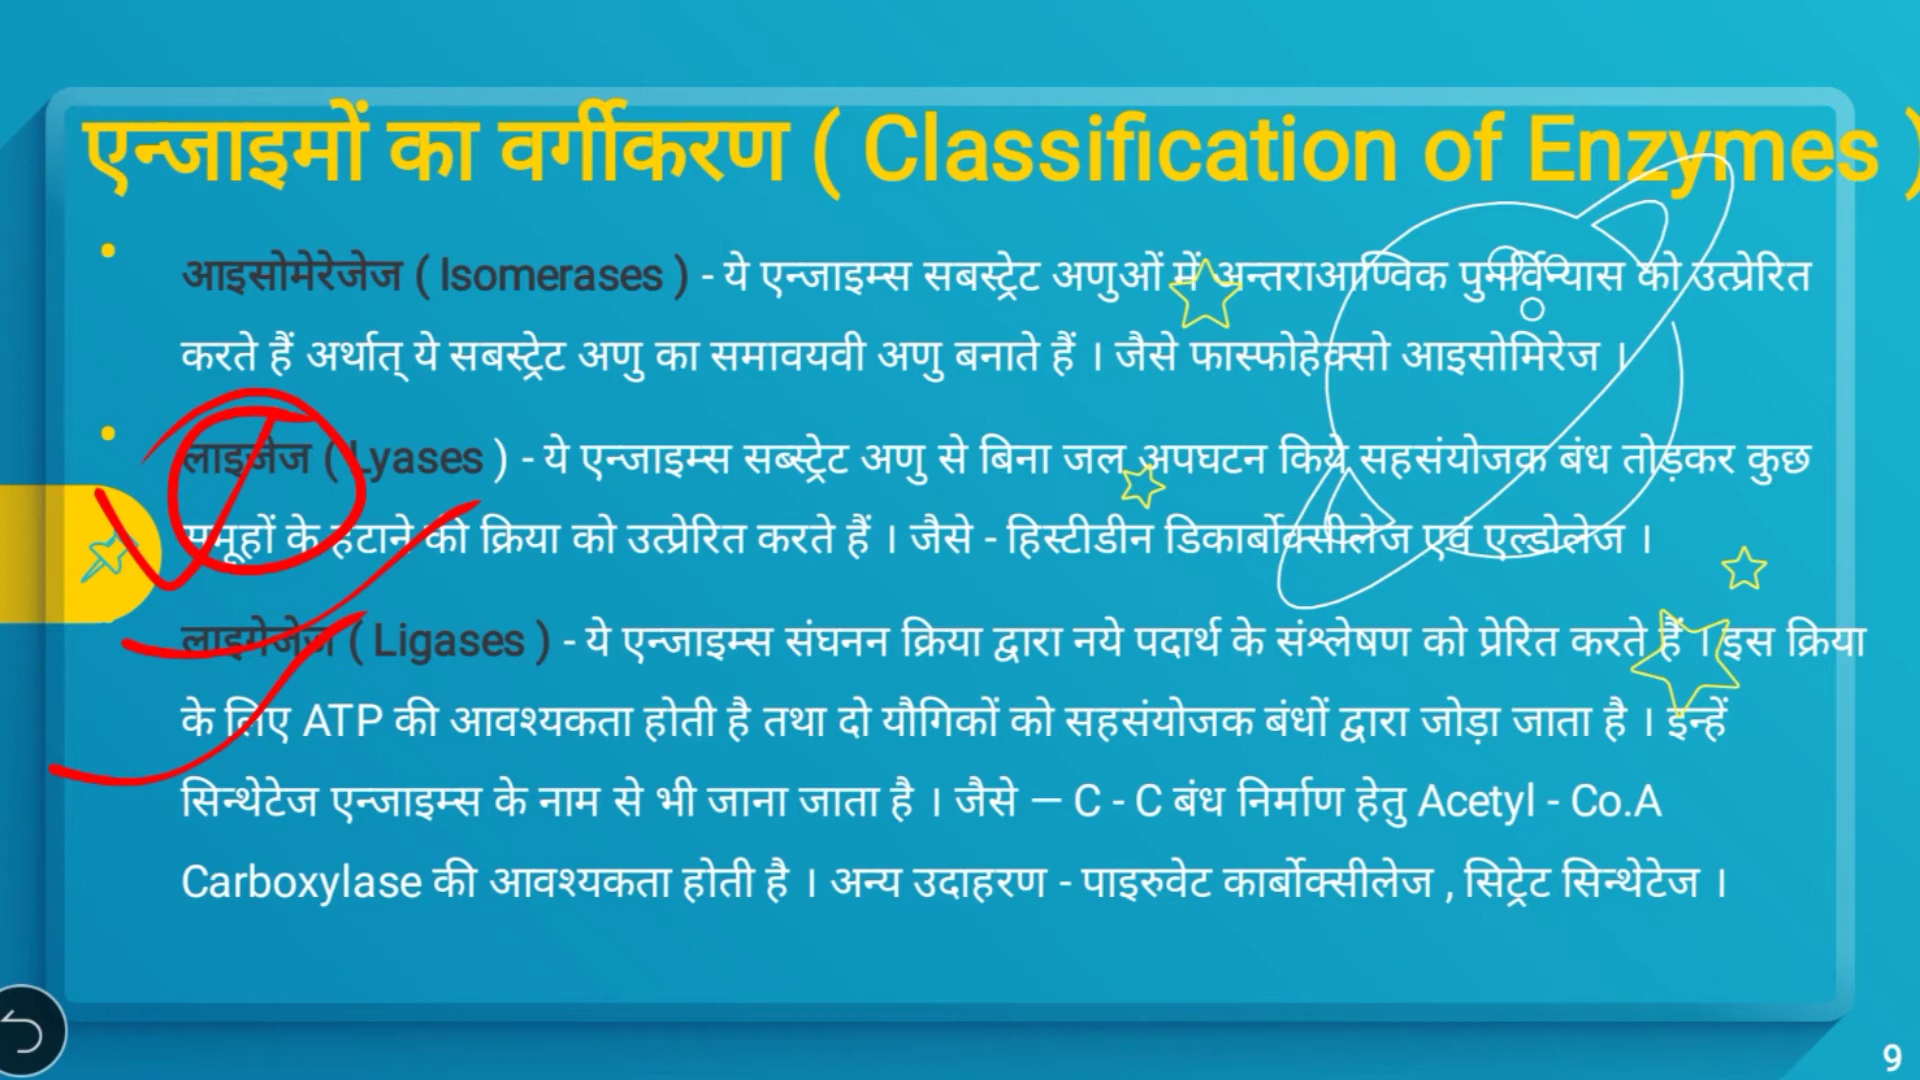 एन्जाइमों का वर्गीकरण ( Classification of Enzymes )
आइसोमेरेजेज ( Isomerases ) - ये एन्जाइम्स सबस्ट्रेट अणुओं में अन्तराआण्विक पुनर्विन्यास को उत्प्रेरित
करते हैं अर्थात् ये सबस्ट्रेट अणु का समावयवी अणु बनाते हैं । जैसे फास्फोहेक्सो आइसोमिरेज ।
लाइजेज ( Lyases ) - ये एन्जाइम्स सब्स्ट्रेट अणु से बिना जल अपघटन किये सहसंयोजक बंध तोड़कर कुछ
समूहों के हटाने की क्रिया को उत्प्रेरित करते हैं । जैसे - हिस्टीडीन डिकार्बोक्सीलेज एवं एल्डोलेज ।
लाइगेजेज ( Ligases ) - ये एन्जाइम्स संघनन क्रिया द्वारा नये पदार्थ के संश्लेषण को प्रेरित करते हैं । इस क्रिया
के लिए ATP की आवश्यकता होती है तथा दो यौगिकों को सहसंयोजक बंधों द्वारा जोड़ा जाता है । इन्हें
सिन्थेटेज एन्जाइम्स के नाम से भी जाना जाता है । जैसे – C - C बंध निर्माण हेतु Acetyl - Co.A
Carboxylase की आवश्यकता होती है । अन्य उदाहरण - पाइरुवेट कार्बोक्सीलेज , सिट्रेट सिन्थेटेज ।
9